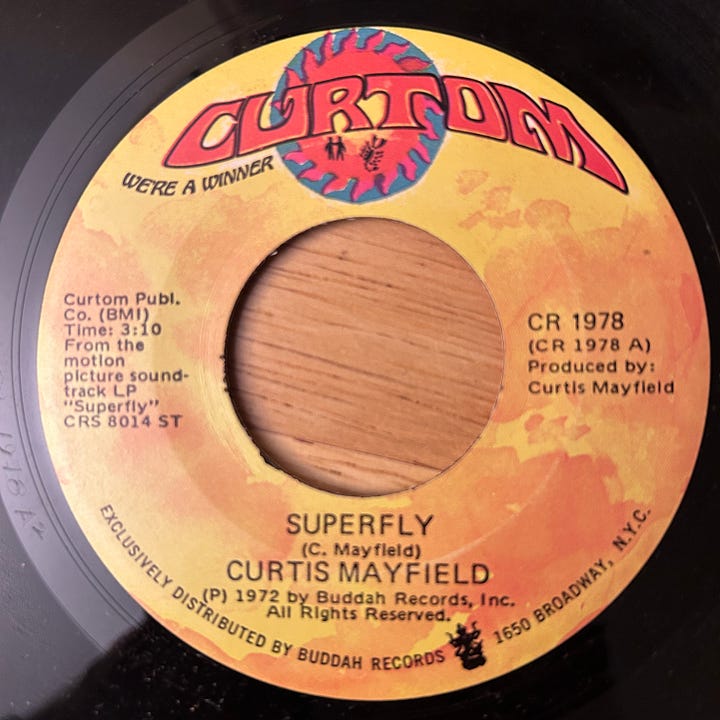 CURTOM
WE'RE A WINNER
Curtom Publ.
Co. (BMI)
Time: 3:10
From the
motion
picture sound-
track LP
"Superfly"
CRS 8014 ST
CR 1978
(CR 1978 A)
Produced by:
Curtis Mayfield
SUPERFLY
(C. Mayfield)
CURTIS MAYFIELD
(P) 1972 by Buddah Records, Inc.
All Rights Reserved.
EXCLUSIVELY DISTRIBUTED BY BUDDAH RECORDS 1650 BROADWAY, N.Y.C.